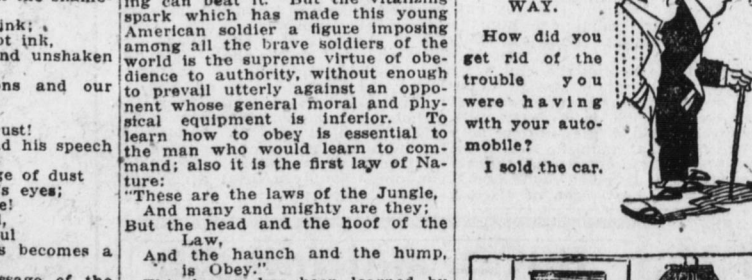 ink;
ot ink,
nd unshaken
ns and our
ust!
d his speech
ge of dust
s eyes;
e!
ul
s becomes a
ing can beat it. But the vitalizing
spark which has made this young
American soldier a figure imposing
among all the brave soldiers of the
world is the supreme virtue of obe-
dience to authority, without enough
to prevail utterly against an oppo-
nent whose general moral and phy-
sical equipment is inferior. To
learn how to obey is essential to
the man who would learn to com-
mand; also it is the first law of Na-
ture:
"These are the laws of the Jungle,
And many and mighty are they;
But the head and the hoof of the
Law,
And the haunch and the hump,
is Obey."
WAY.
How did you
get rid of the
trouble you
were having
with your auto-
mobile?
I sold the car.